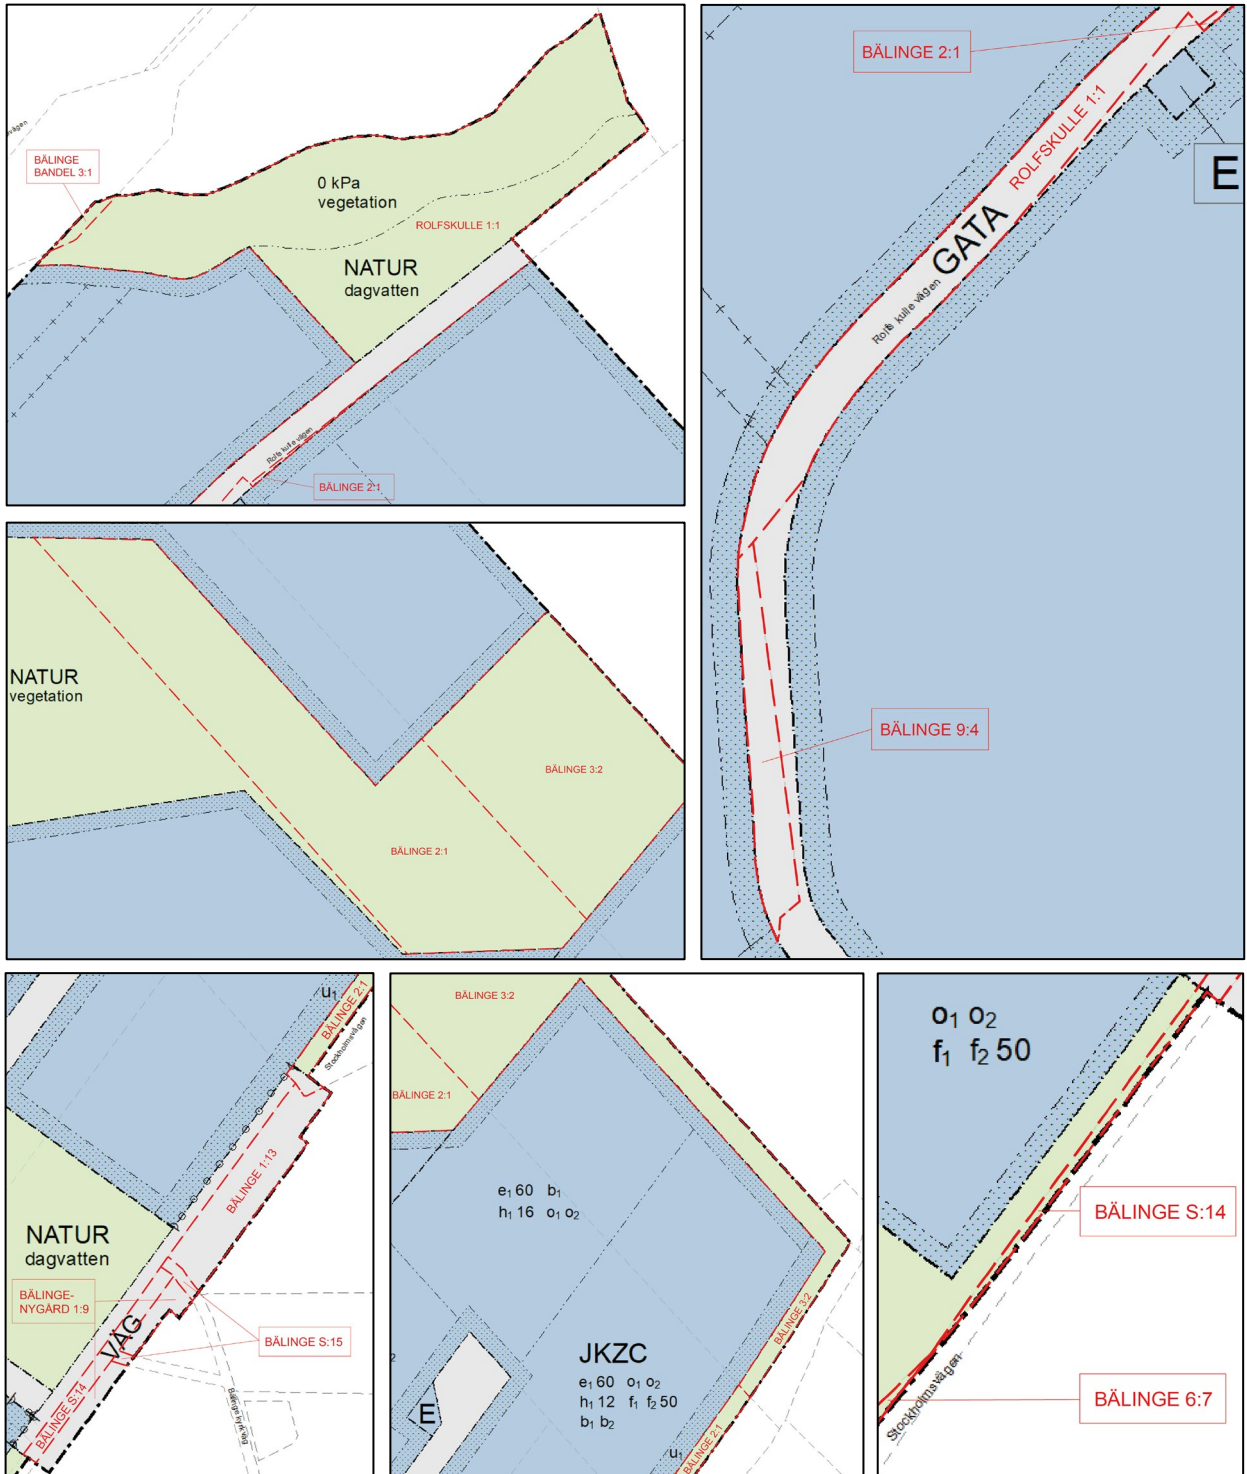 BÄLINGE
BANDEL 3:1
0 kPa
vegetation
ROLFSKULLE 1:1
NATUR
dagvatten
Rolfs kulle vägen
BÄLINGE 2:1
BÄLINGE 2:1
ROLFSKULLE 1:1
E
GATA
Rolfs kulle vägen
BÄLINGE 9:4
NATUR
vegetation
BÄLINGE 3:2
BÄLINGE 2:1
u₁
BÄLINGE 2:1
Stockholmsvägen
BÄLINGE 1:13
NATUR
dagvatten
BÄLINGE-
NYGÅRD 1:9
VÄG
BÄLINGE S:15
BÄLINGE S:14
Bälinge kyrkväg
BÄLINGE 3:2
BÄLINGE 2:1
e₁ 60 b₁
h₁ 16 o₁ o₂
BÄLINGE 3:2
JKZC
e₁ 60 o₁ o₂
h₁ 12 f₁ f₂ 50
b₁ b₂
E
u₁
BÄLINGE 2:1
o₁ o₂
f₁ f₂ 50
BÄLINGE S:14
BÄLINGE 6:7
Stockholmsvägen